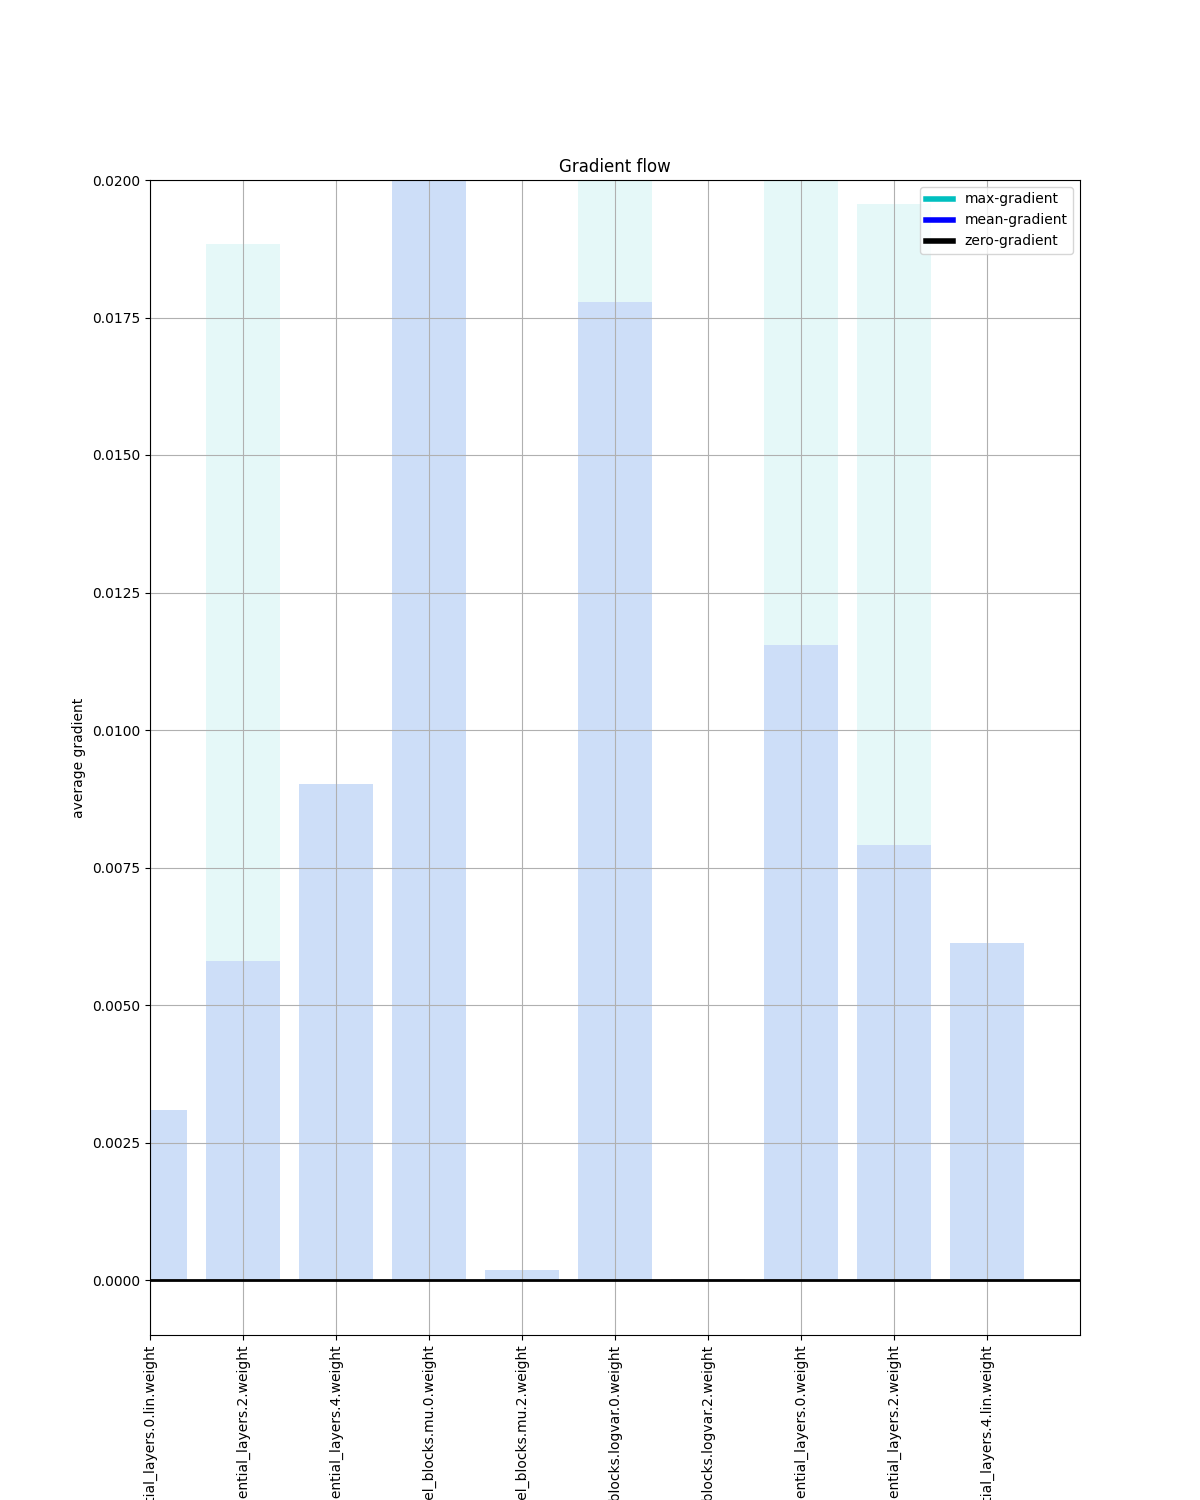 Gradient flow
max-gradient
mean-gradient
zero-gradient
average gradient
0.0200
0.0175
0.0150
0.0125
0.0100
0.0075
0.0050
0.0025
0.0000
tial_layers.0.lin.weight
ential_layers.2.weight
ential_layers.4.weight
el_blocks.mu.0.weight
el_blocks.mu.2.weight
blocks.logvar.0.weight
blocks.logvar.2.weight
ential_layers.0.weight
ential_layers.2.weight
tial_layers.4.lin.weight